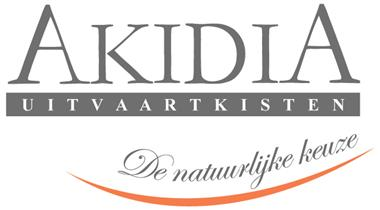 AKIDIA
UITVAARTKISTEN
De natuurlijke keuze